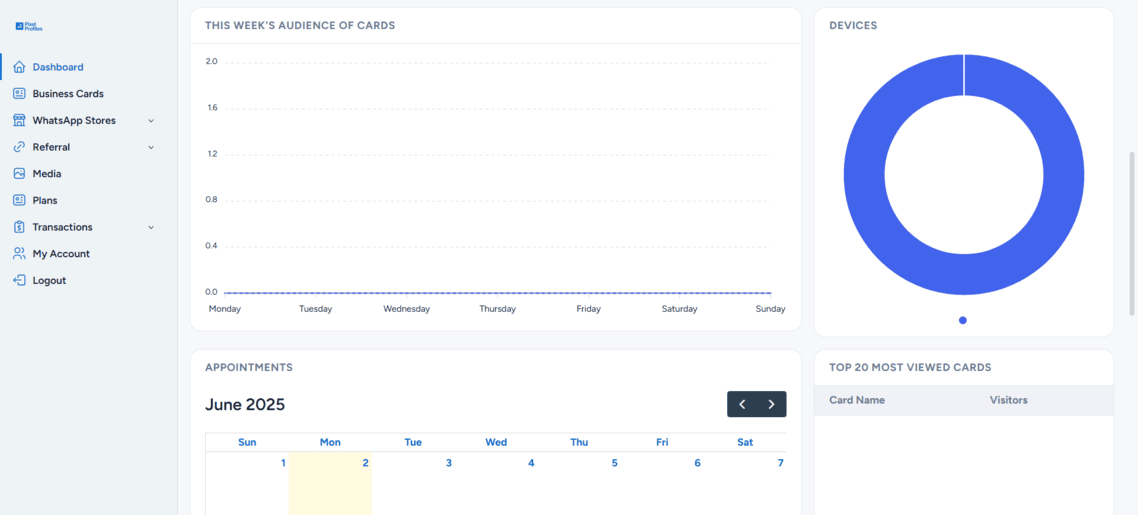 Pixel
Profiles
Dashboard
Business Cards
WhatsApp Stores
Referral
Media
Plans
Transactions
My Account
Logout
THIS WEEK'S AUDIENCE OF CARDS
2.0
1.6
1.2
0.8
0.4
0.0
Monday Tuesday Wednesday Thursday Friday Saturday Sunday
DEVICES
APPOINTMENTS
June 2025
Sun Mon Tue Wed Thu Fri Sat
1 2 3 4 5 6 7
TOP 20 MOST VIEWED CARDS
Card Name Visitors